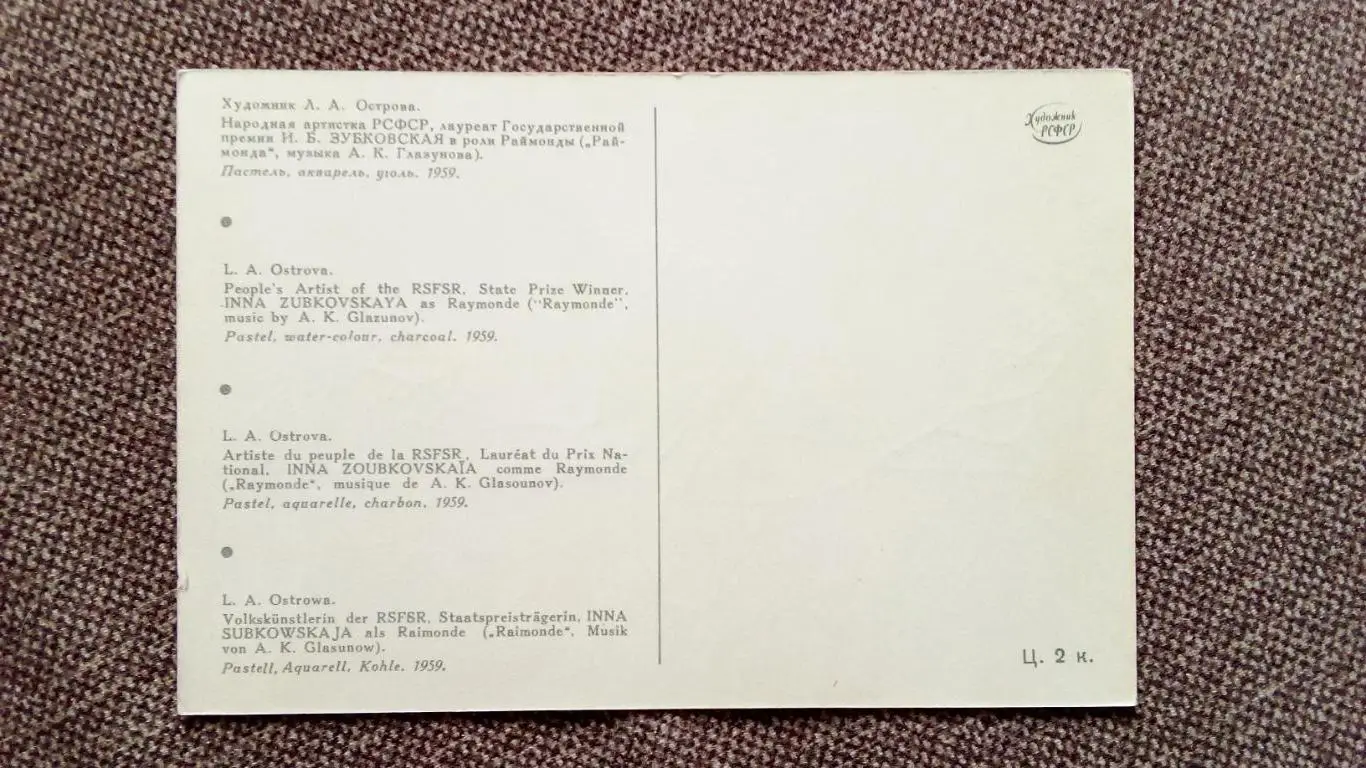 Художник Л. А. Острова.
Народная артистка РСФСР, лауреат Государственной
премии И. Б. ЗУБКОВСКАЯ в роли Раймонды („Рай-
монда“, музыка А. К. Глазунова).
Пастель, акварель, уголь. 1959.
L. A. Ostrova.
People's Artist of the RSFSR, State Prize Winner,
INNA ZUBKOVSKAYA as Raymonde ("Raymonde",
music by A. K. Glazunov).
Pastel, water-colour, charcoal. 1959.
L. A. Ostrova.
Artiste du peuple de la RSFSR, Lauréat du Prix Na-
tional, INNA ZOUBKOVSKAÏA comme Raymonde
(„Raymonde“, musique de A. K. Glasounov).
Pastel, aquarelle, charbon. 1959.
L. A. Ostrowa.
Volkskünstlerin der RSFSR, Staatspreisträgerin, INNA
SUBKOWSKAJA als Raimonde („Raimonde“, Musik
von A. K. Glasunow).
Pastell, Aquarell, Kohle. 1959.
Художник
РСФСР
Ц. 2 к.